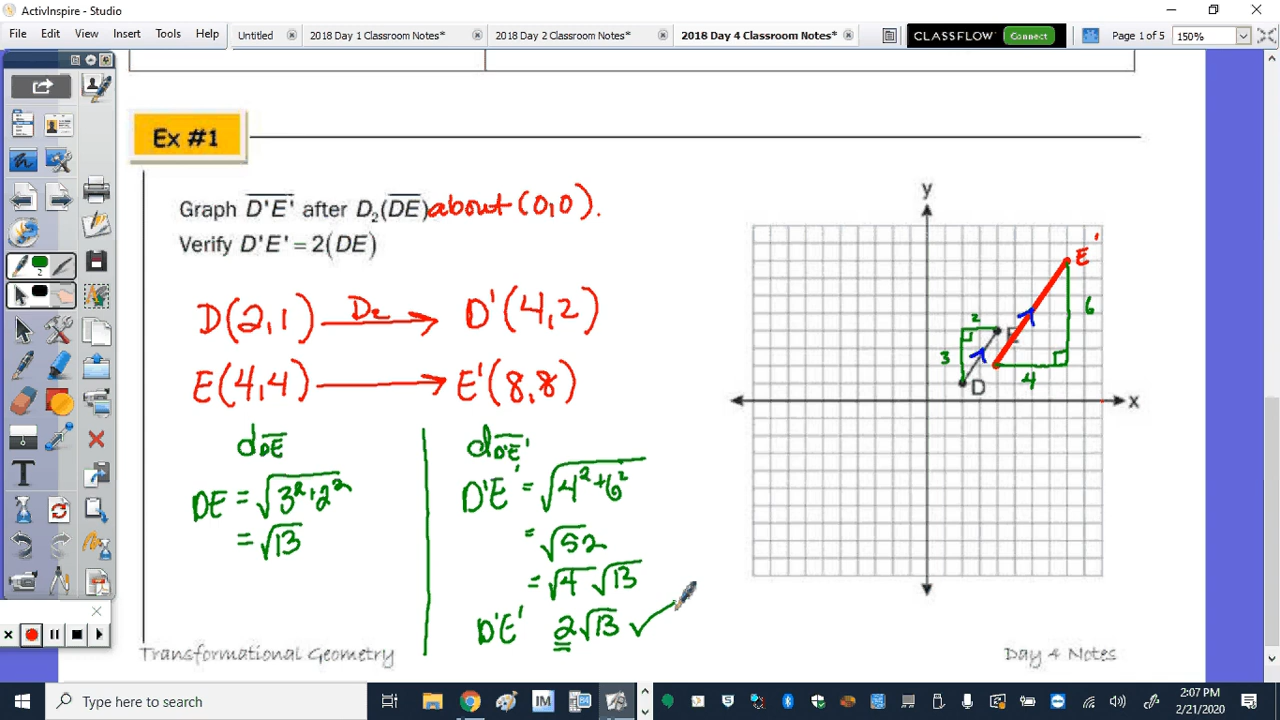 ActivInspire - Studio
File Edit View Insert Tools Help
Untitled 2018 Day 1 Classroom Notes* 2018 Day 2 Classroom Notes* 2018 Day 4 Classroom Notes* CLASSFLOW Connect Page 1 of 5 150%
Ex #1
Graph D'E' after D₂(DE) about (0,0).
Verify D'E' = 2(DE)
D(2,1) D₂ D'(4,2)
E(4,4) E'(8,8)
dDE
DE = √3²+2²
= √13
dD'E'
D'E' = √4²+6²
= √52
= √4 √13
D'E' 2√13 ✓
y
x
E'
E
D
2
3
4
6
2
T
Transformational Geometry Day 4 Notes
Type here to search
IM
2:07 PM
2/21/2020